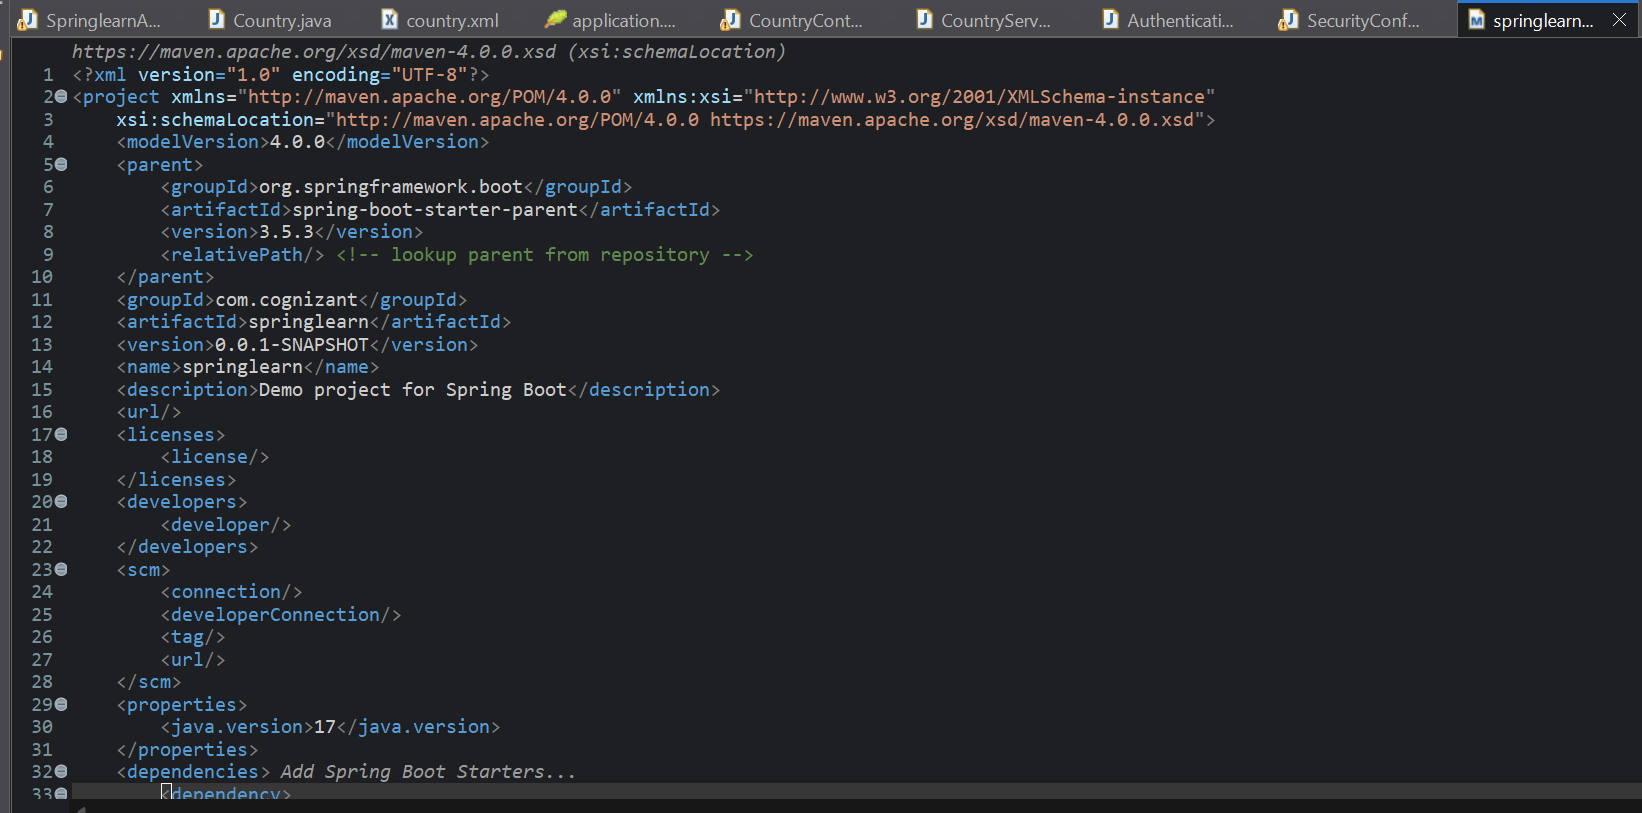 SpringlearnA... Country.java country.xml application.... CountryCont... CountryServ... Authenticati... SecurityConf... springlearn...
https://maven.apache.org/xsd/maven-4.0.0.xsd (xsi:schemaLocation)
1 <?xml version="1.0" encoding="UTF-8"?>
2 <project xmlns="http://maven.apache.org/POM/4.0.0" xmlns:xsi="http://www.w3.org/2001/XMLSchema-instance"
3 xsi:schemaLocation="http://maven.apache.org/POM/4.0.0 https://maven.apache.org/xsd/maven-4.0.0.xsd">
4 <modelVersion>4.0.0</modelVersion>
5 <parent>
6 <groupId>org.springframework.boot</groupId>
7 <artifactId>spring-boot-starter-parent</artifactId>
8 <version>3.5.3</version>
9 <relativePath/> <!-- lookup parent from repository -->
10 </parent>
11 <groupId>com.cognizant</groupId>
12 <artifactId>springlearn</artifactId>
13 <version>0.0.1-SNAPSHOT</version>
14 <name>springlearn</name>
15 <description>Demo project for Spring Boot</description>
16 <url/>
17 <licenses>
18 <license/>
19 </licenses>
20 <developers>
21 <developer/>
22 </developers>
23 <scm>
24 <connection/>
25 <developerConnection/>
26 <tag/>
27 <url/>
28 </scm>
29 <properties>
30 <java.version>17</java.version>
31 </properties>
32 <dependencies> Add Spring Boot Starters...
33 <dependency>